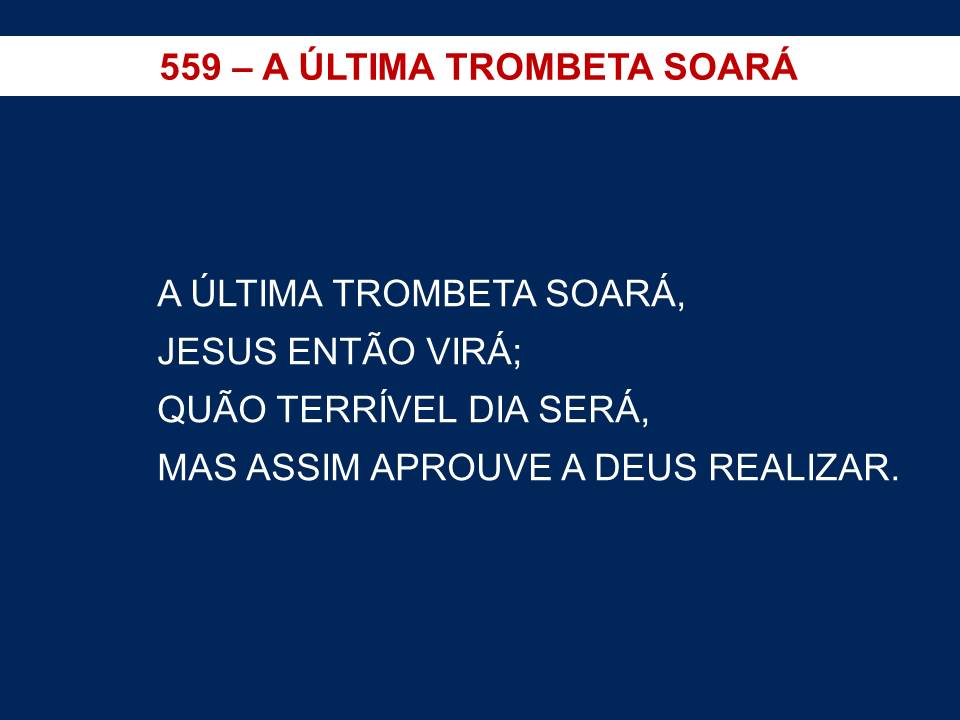 559 – A ÚLTIMA TROMBETA SOARÁ
A ÚLTIMA TROMBETA SOARÁ,
JESUS ENTÃO VIRÁ;
QUÃO TERRÍVEL DIA SERÁ,
MAS ASSIM APROUVE A DEUS REALIZAR.